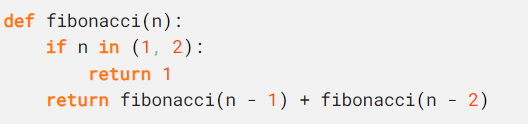 def fibonacci(n):
    if n in (1, 2):
        return 1
    return fibonacci(n - 1) + fibonacci(n - 2)